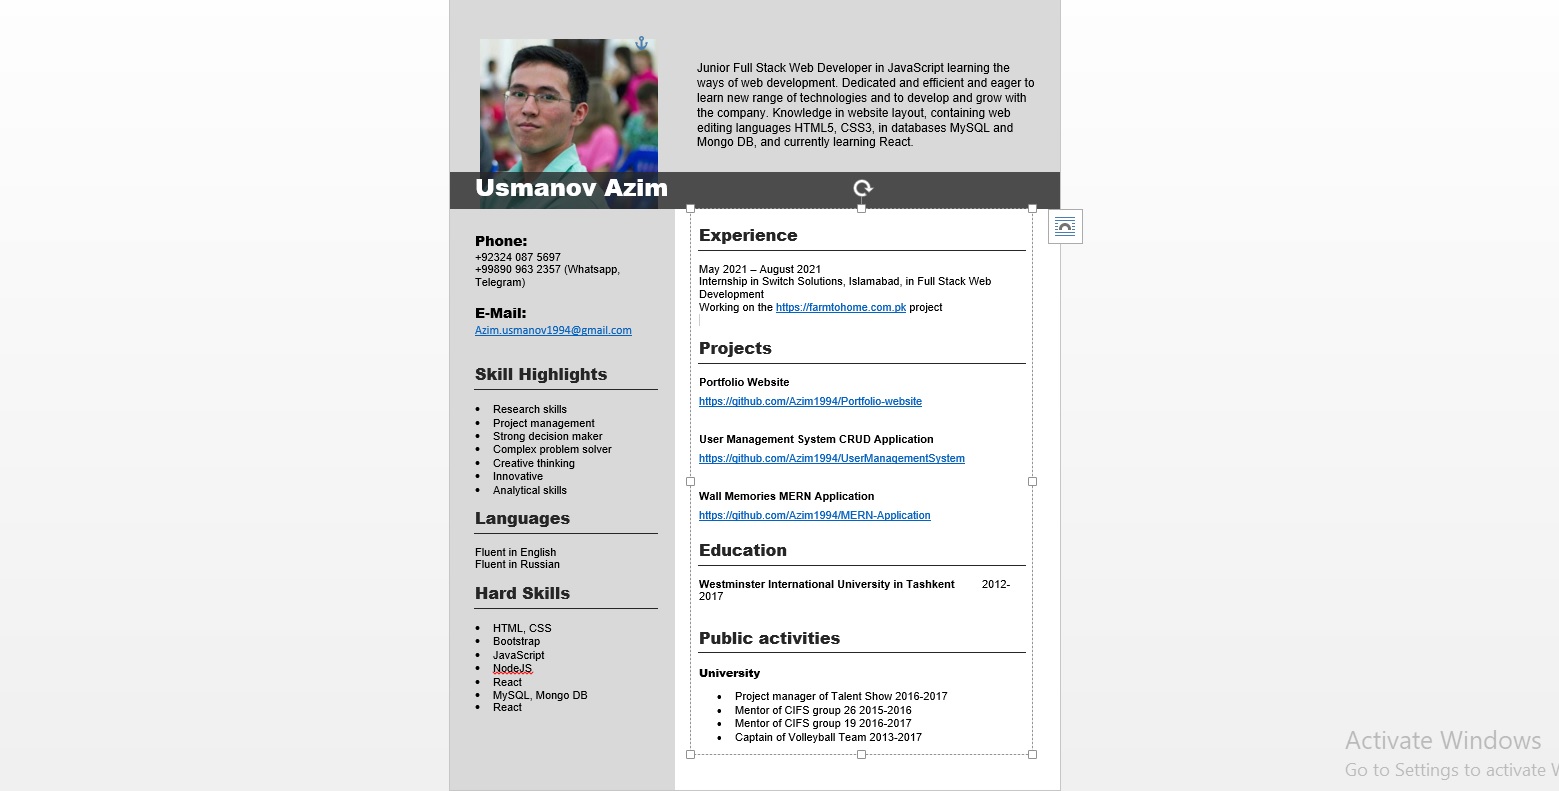 Junior Full Stack Web Developer in JavaScript learning the
ways of web development. Dedicated and efficient and eager to
learn new range of technologies and to develop and grow with
the company. Knowledge in website layout, containing web
editing languages HTML5, CSS3, in databases MySQL and
Mongo DB, and currently learning React.
Usmanov Azim
Phone:
+92324 087 5697
+99890 963 2357 (Whatsapp,
Telegram)
E-Mail:
Azim.usmanov1994@gmail.com
Skill Highlights
• Research skills
• Project management
• Strong decision maker
• Complex problem solver
• Creative thinking
• Innovative
• Analytical skills
Languages
Fluent in English
Fluent in Russian
Hard Skills
• HTML, CSS
• Bootstrap
• JavaScript
• NodeJS
• React
• MySQL, Mongo DB
• React
Experience
May 2021 – August 2021
Internship in Switch Solutions, Islamabad, in Full Stack Web
Development
Working on the https://farmtohome.com.pk project
Projects
Portfolio Website
https://github.com/Azim1994/Portfolio-website
User Management System CRUD Application
https://github.com/Azim1994/UserManagementSystem
Wall Memories MERN Application
https://github.com/Azim1994/MERN-Application
Education
Westminster International University in Tashkent 2012-
2017
Public activities
University
• Project manager of Talent Show 2016-2017
• Mentor of CIFS group 26 2015-2016
• Mentor of CIFS group 19 2016-2017
• Captain of Volleyball Team 2013-2017
Activate Windows
Go to Settings to activate W